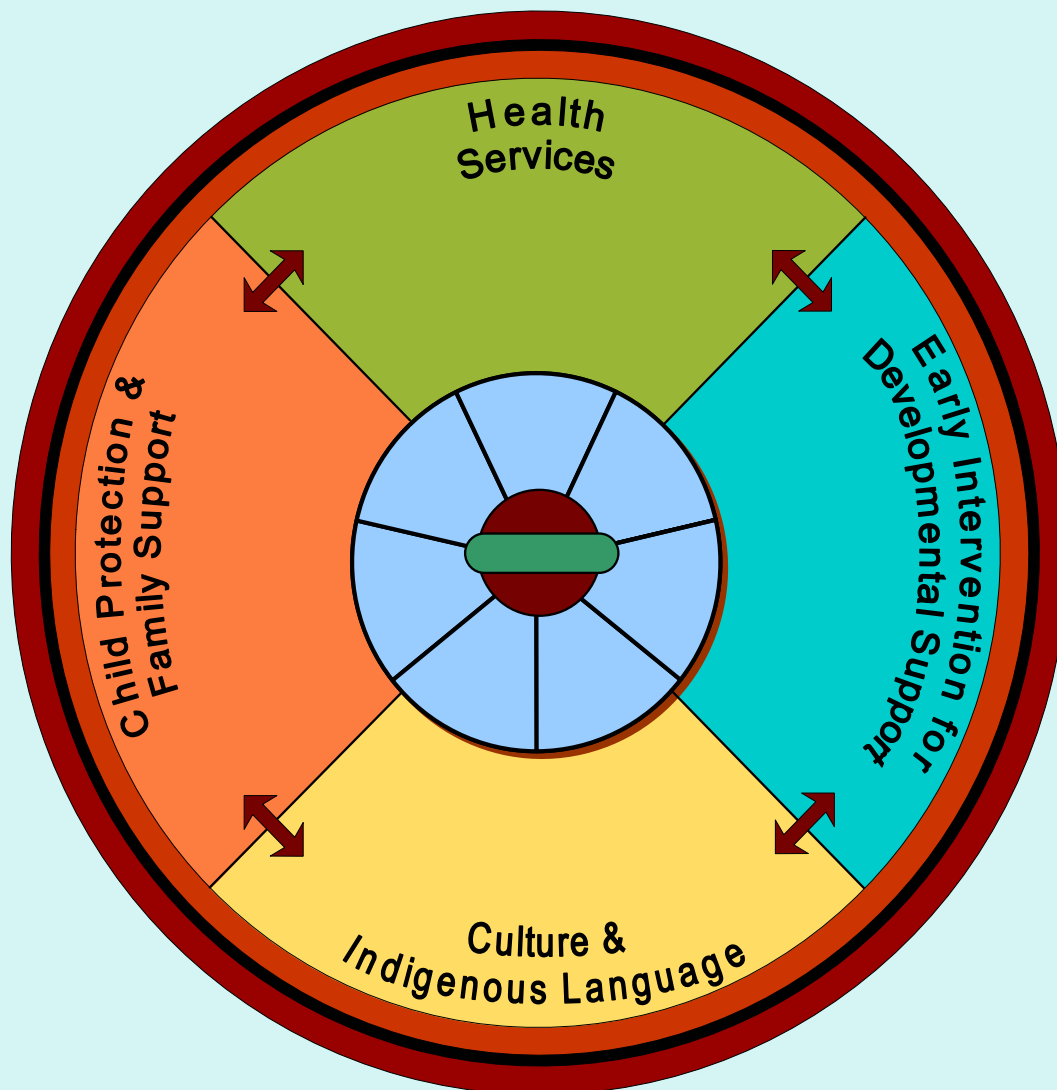 Health
Services
Early Intervention for
Developmental Support
Culture &
Indigenous Language
Child Protection &
Family Support